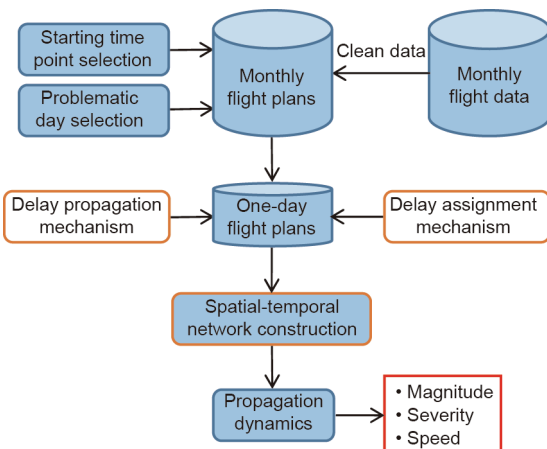 Starting time
point selection
Problematic
day selection
Monthly
flight plans
Clean data
Monthly
flight data
Delay propagation
mechanism
One-day
flight plans
Delay assignment
mechanism
Spatial-temporal
network construction
Propagation
dynamics
• Magnitude
• Severity
• Speed